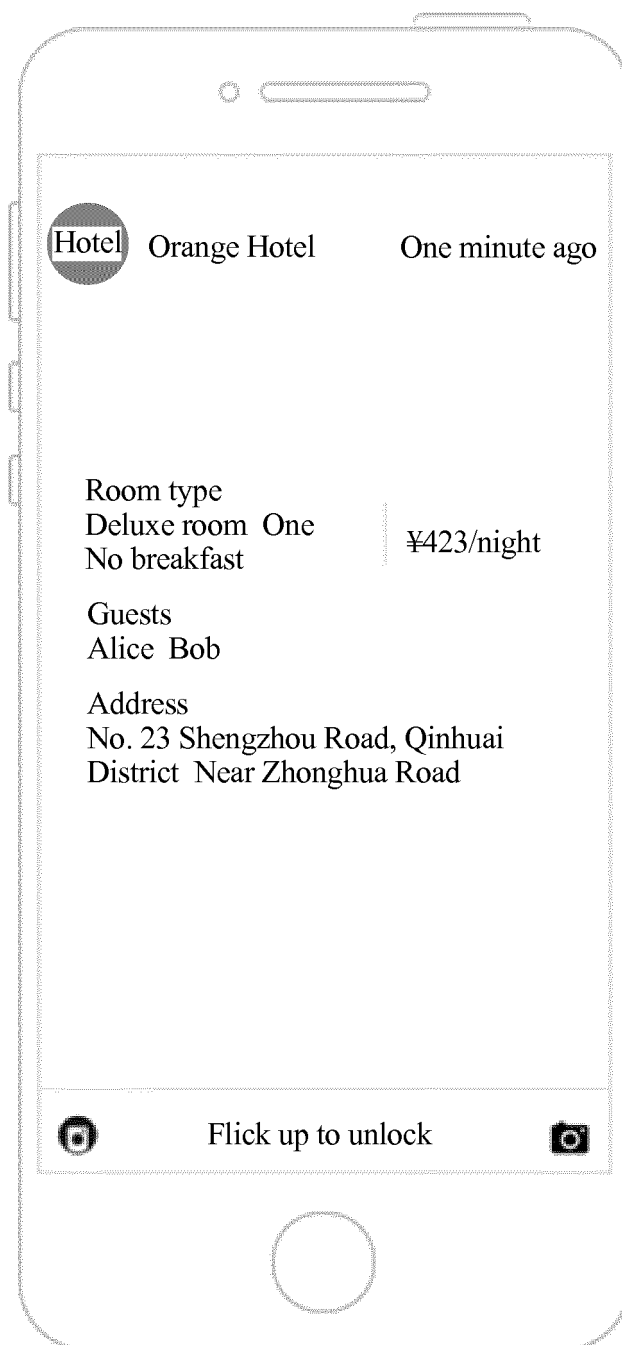 Hotel Orange Hotel One minute ago
Room type
Deluxe room One
No breakfast
¥423/night
Guests
Alice Bob
Address
No. 23 Shengzhou Road, Qinhuai
District Near Zhonghua Road
Flick up to unlock